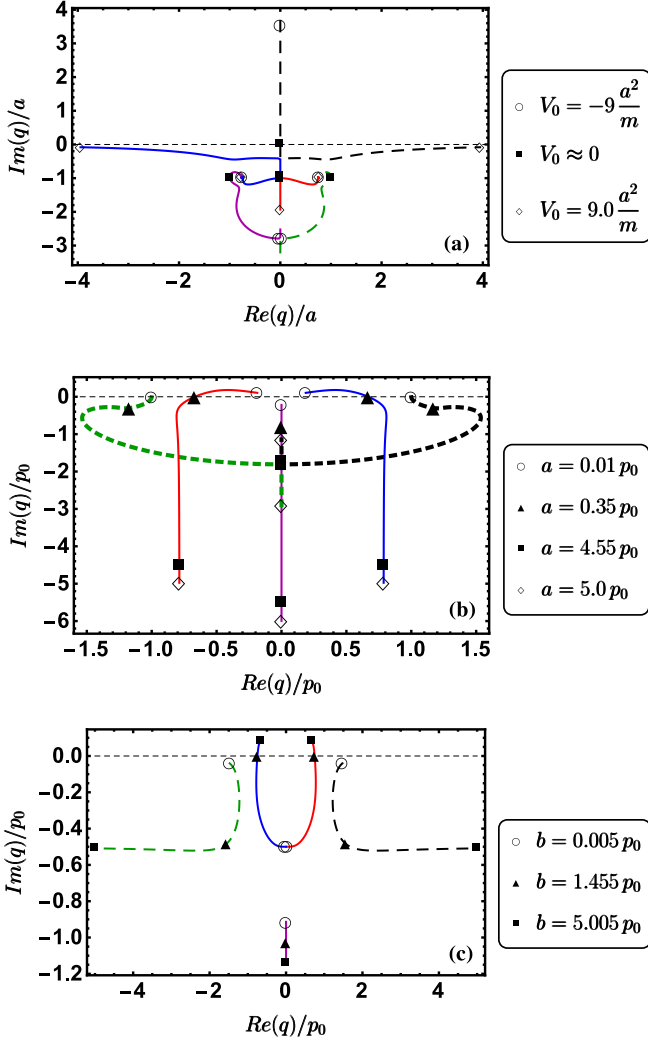 4
3
2
1
0
−1
−2
−3
−4 −2 0 2 4
Im(q)/a
Re(q)/a
(a)
○ V₀ = −9 a²/m
■ V₀ ≈ 0
◇ V₀ = 9.0 a²/m
0
−1
−2
−3
−4
−5
−6
−1.5 −1.0 −0.5 0.0 0.5 1.0 1.5
Im(q)/p₀
Re(q)/p₀
(b)
○ a = 0.01 p₀
▲ a = 0.35 p₀
■ a = 4.55 p₀
◇ a = 5.0 p₀
0.0
−0.2
−0.4
−0.6
−0.8
−1.0
−1.2
−4 −2 0 2 4
Im(q)/p₀
Re(q)/p₀
(c)
○ b = 0.005 p₀
▲ b = 1.455 p₀
■ b = 5.005 p₀